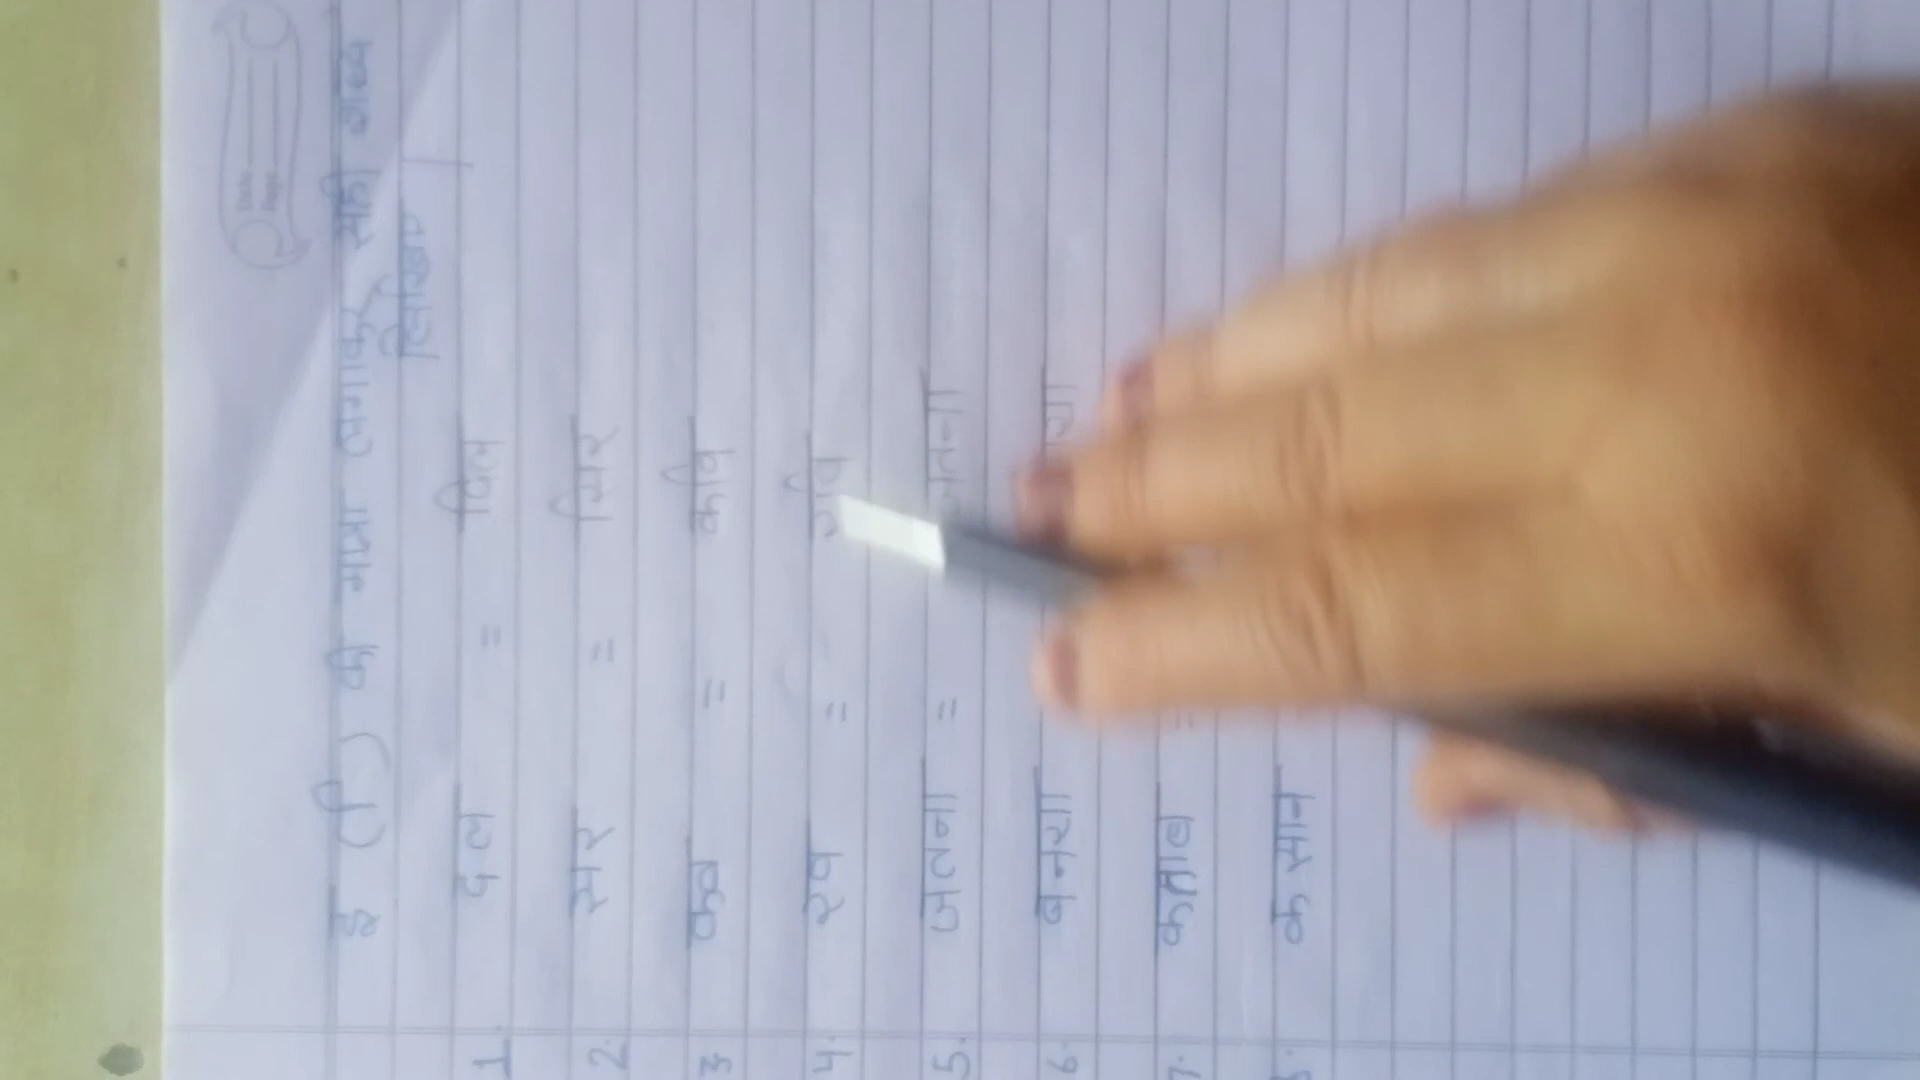 Date
Page
इ ( ि ) की मात्रा लगाकर सही शब्द
लिखिए |
1. दल = दिल
2. सर = सिर
3 कव = कवि
4. रव = रवि
5. जतना =
6. बनया
7. कताब =
8. कसान